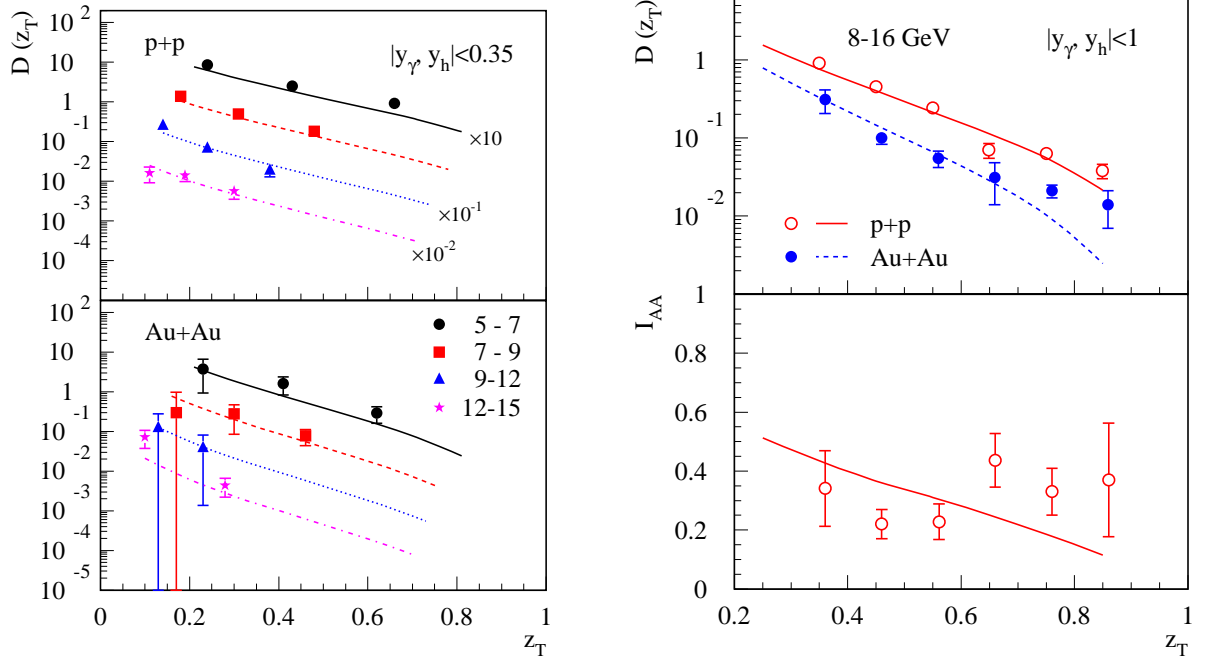 D (z_T)
10^2
10
1
10^-1
10^-2
10^-3
10^-4
p+p
|y_γ, y_h|<0.35
×10
×10^-1
×10^-2
10^2
10
1
10^-1
10^-2
10^-3
10^-4
10^-5
Au+Au
5 - 7
7 - 9
9-12
12-15
0 0.2 0.4 0.6 0.8 1
z_T
D (z_T)
1
10^-1
10^-2
8-16 GeV
|y_γ, y_h|<1
p+p
Au+Au
I_AA
1
0.8
0.6
0.4
0.2
0
0.2 0.4 0.6 0.8 1
z_T